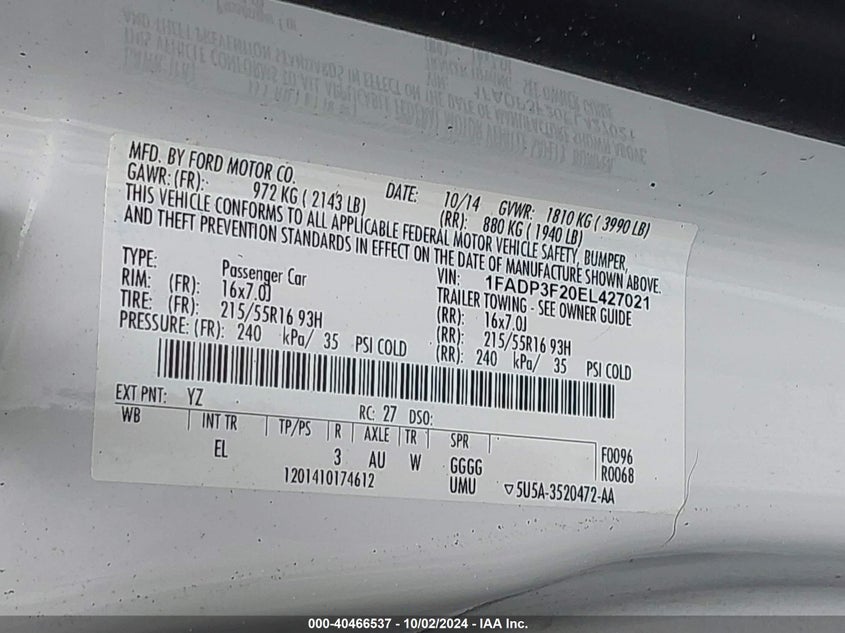 MFD. BY FORD MOTOR CO.
DATE: 10/14 GVWR: 1810 KG ( 3990 LB)
GAWR: (FR): 972 KG ( 2143 LB) (RR): 880 KG ( 1940 LB)
THIS VEHICLE CONFORMS TO ALL APPLICABLE FEDERAL MOTOR VEHICLE SAFETY, BUMPER,
AND THEFT PREVENTION STANDARDS IN EFFECT ON THE DATE OF MANUFACTURE SHOWN ABOVE.
VIN: 1FADP3F20EL427021
TYPE: Passenger Car TRAILER TOWING - SEE OWNER GUIDE
RIM: (FR): 16x7.0J (RR): 16x7.0J
TIRE: (FR): 215/55R16 93H (RR): 215/55R16 93H
PRESSURE: (FR): 240 kPa/ 35 PSI COLD (RR): 240 kPa/ 35 PSI COLD
EXT PNT: YZ RC: 27 DSO:
WB INT TR TP/PS R AXLE TR SPR F0096
EL 3 AU W GGGG R0068
1201410174612 UMU ▽5U5A-3520472-AA
000-40466537 - 10/02/2024 - IAA Inc.